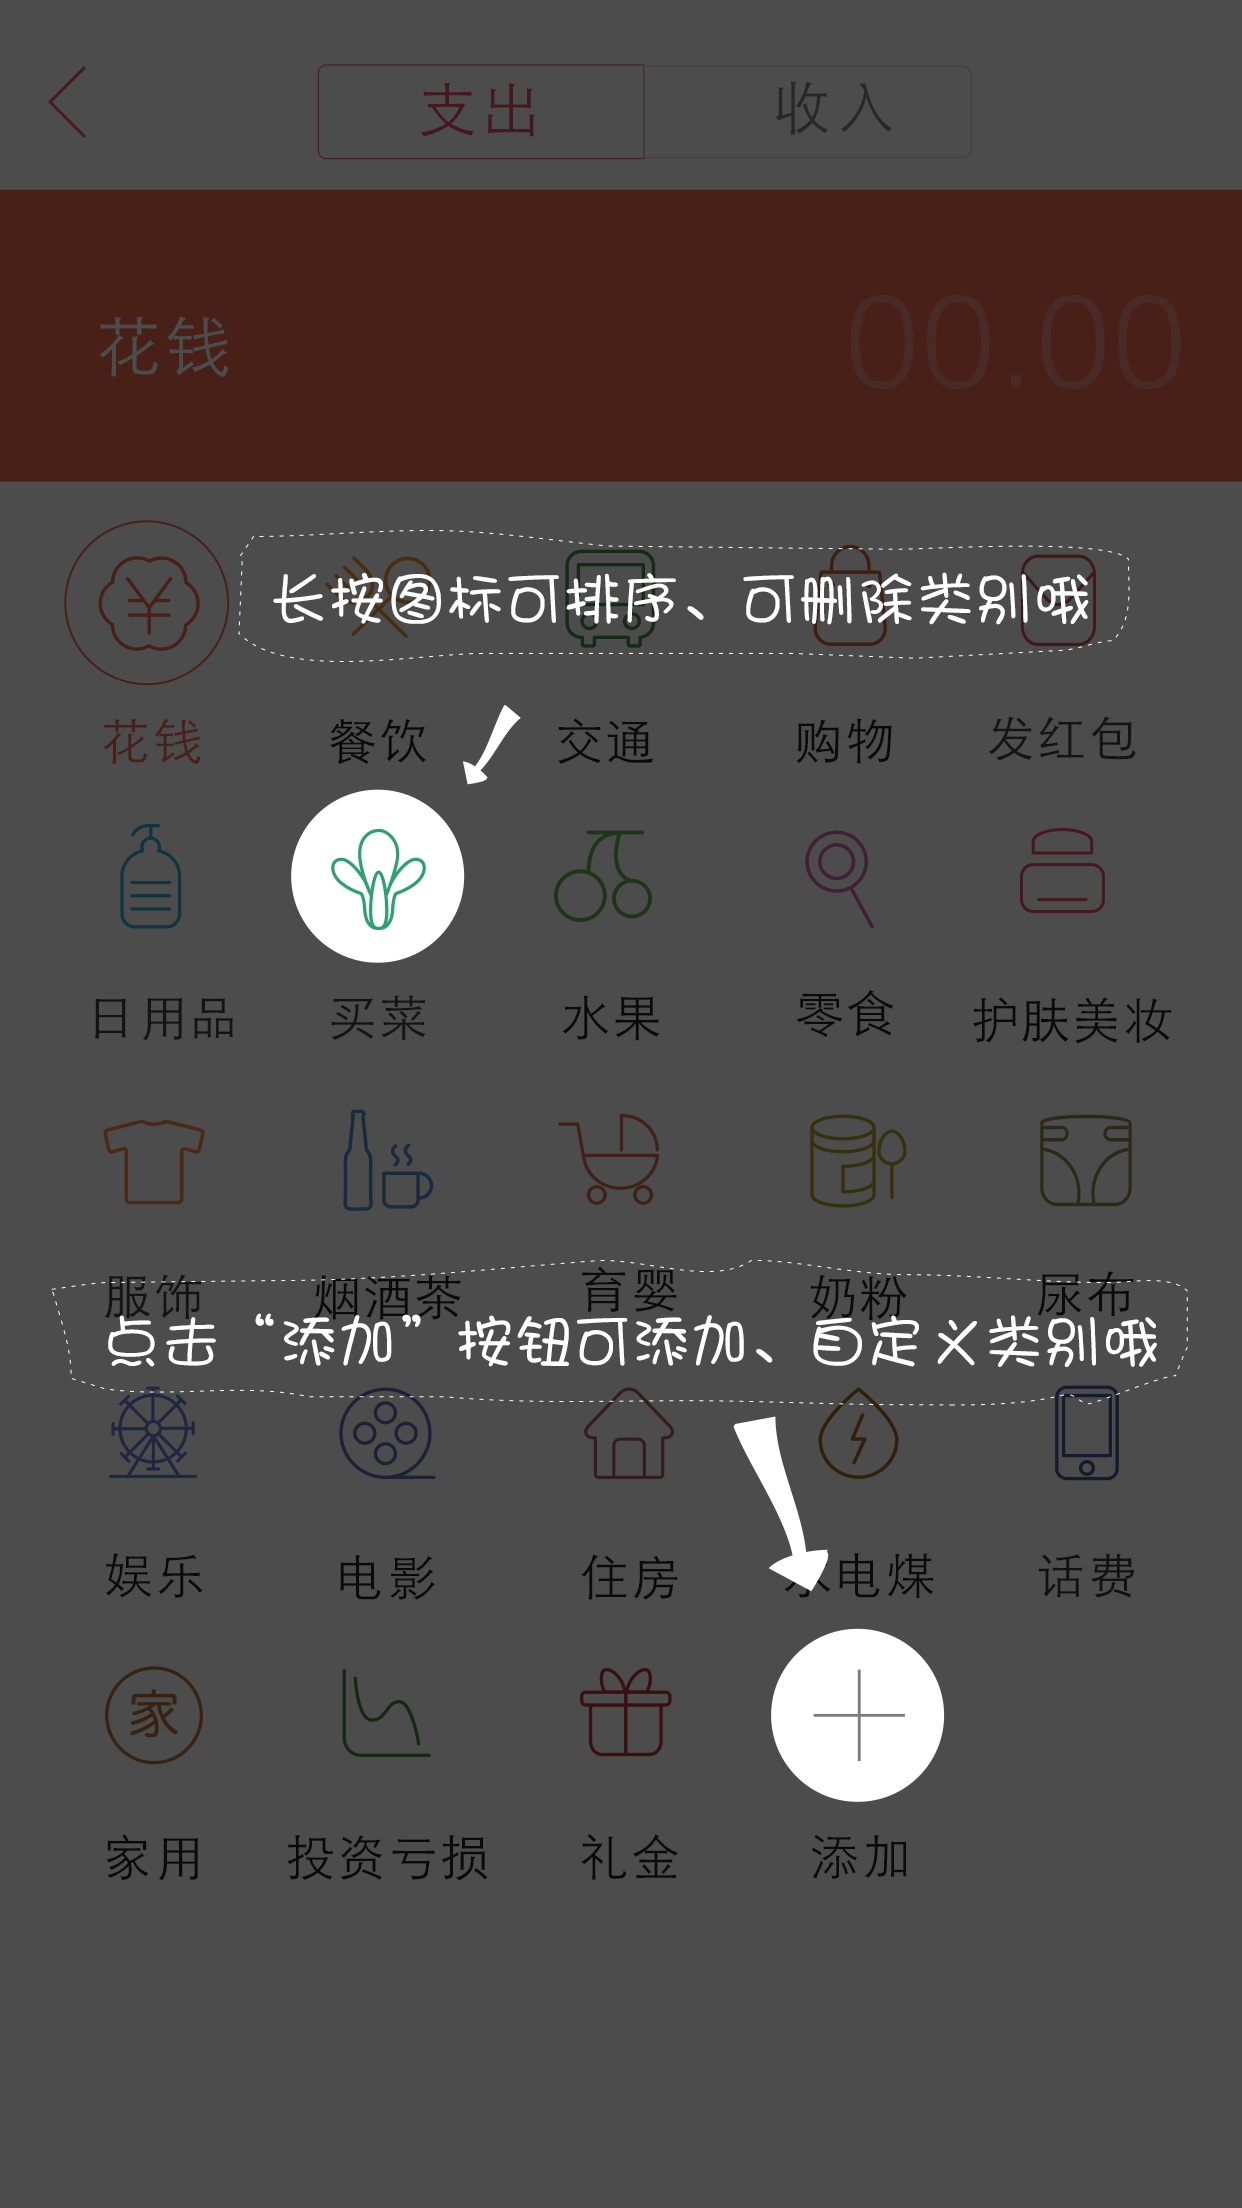 支出 收入
花钱 00.00
长按图标可排序、可删除类别哦
花钱 餐饮 交通 购物 发红包
日用品 买菜 水果 零食 护肤美妆
服饰 烟酒茶 育婴 奶粉 尿布
点击“添加”按钮可添加、自定义类别哦
娱乐 电影 住房 水电煤 话费
家
家用 投资亏损 礼金 添加